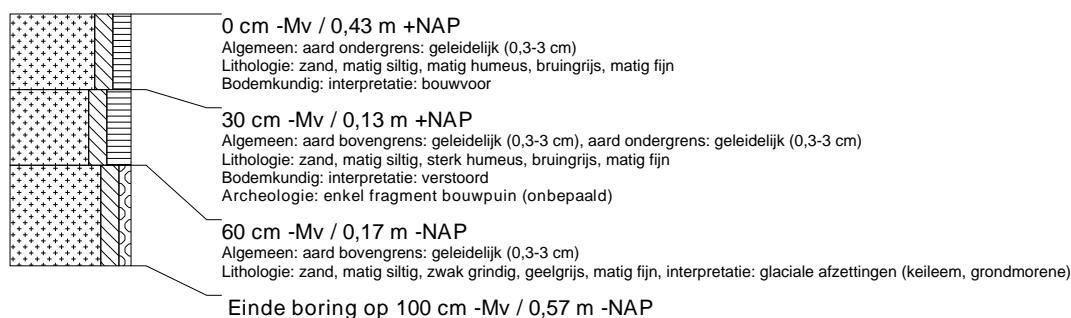 0 cm -Mv / 0,43 m +NAP
Algemeen: aard ondergrens: geleidelijk (0,3-3 cm)
Lithologie: zand, matig siltig, matig humeus, bruingrijs, matig fijn
Bodemkundig: interpretatie: bouwvoor
30 cm -Mv / 0,13 m +NAP
Algemeen: aard bovengrens: geleidelijk (0,3-3 cm), aard ondergrens: geleidelijk (0,3-3 cm)
Lithologie: zand, matig siltig, sterk humeus, bruingrijs, matig fijn
Bodemkundig: interpretatie: verstoord
Archeologie: enkel fragment bouwpuin (onbepaald)
60 cm -Mv / 0,17 m -NAP
Algemeen: aard bovengrens: geleidelijk (0,3-3 cm)
Lithologie: zand, matig siltig, zwak grindig, geelgrijs, matig fijn, interpretatie: glaciale afzettingen (keileem, grondmorene)
Einde boring op 100 cm -Mv / 0,57 m -NAP